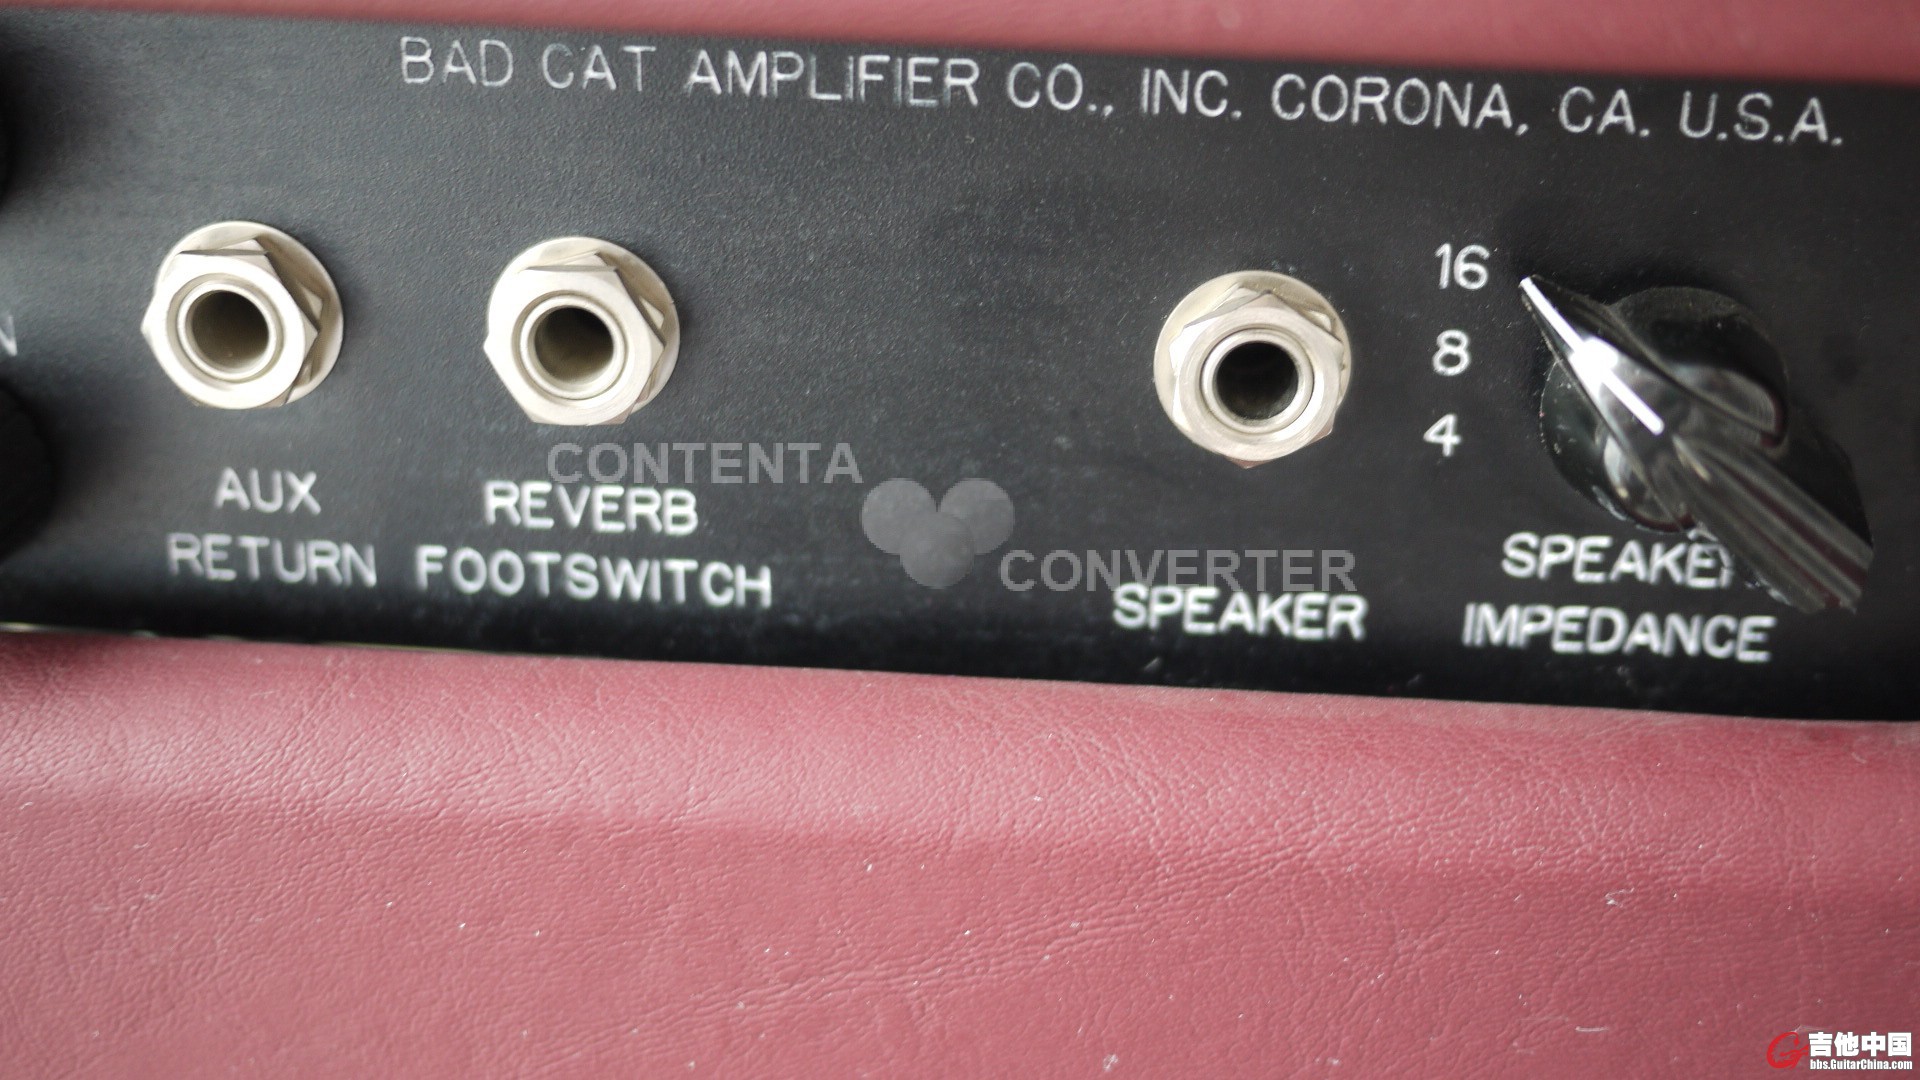 BAD CAT AMPLIFIER CO., INC. CORONA, CA. U.S.A.
16
8
4
AUX
RETURN
REVERB
FOOTSWITCH
SPEAKER
SPEAKER
IMPEDANCE
CONTENTA
CONVERTER
吉他中国
bbs.GuitarChina.com